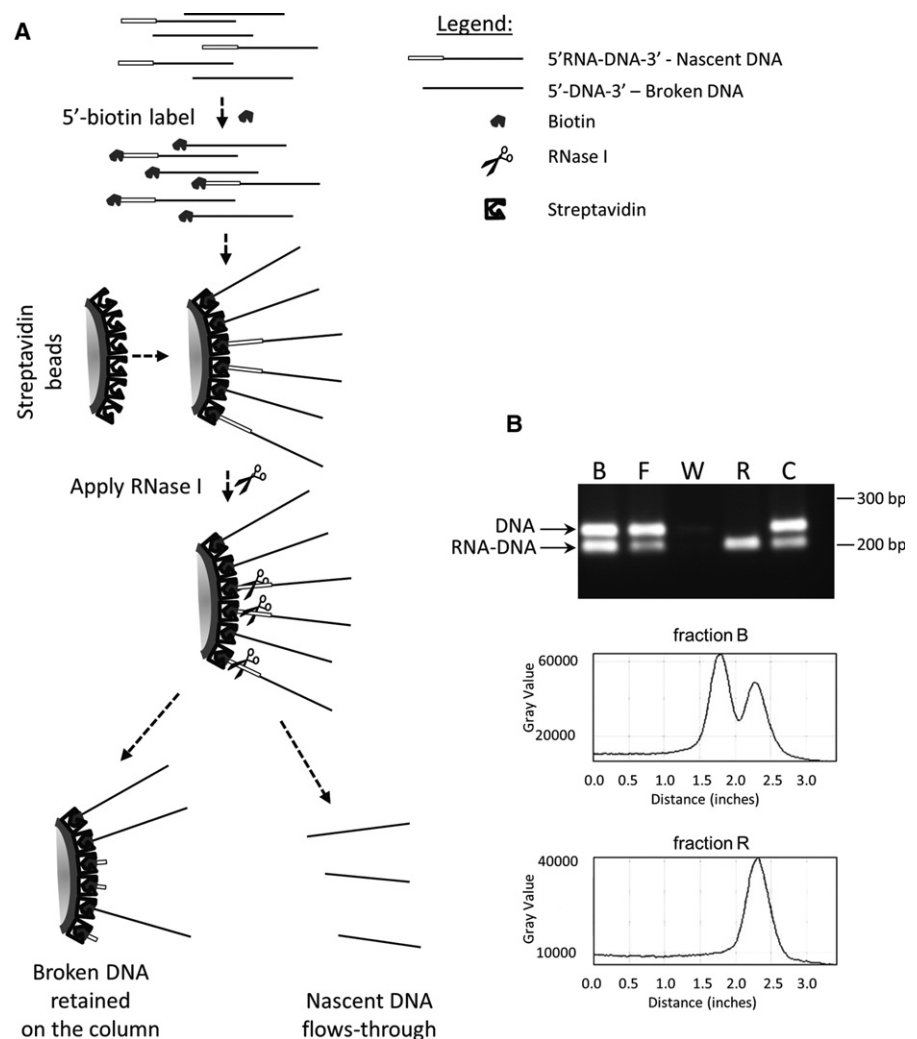 A
5'-biotin label
Streptavidin
beads
Apply RNase I
Broken DNA
retained
on the column
Nascent DNA
flows-through
Legend:
5'RNA-DNA-3' - Nascent DNA
5'-DNA-3' – Broken DNA
Biotin
RNase I
Streptavidin
B
B F W R C
300 bp
DNA
RNA-DNA
200 bp
fraction B
60000
20000
Gray Value
0.0 0.5 1.0 1.5 2.0 2.5 3.0
Distance (inches)
fraction R
40000
10000
Gray Value
0.0 0.5 1.0 1.5 2.0 2.5 3.0
Distance (inches)